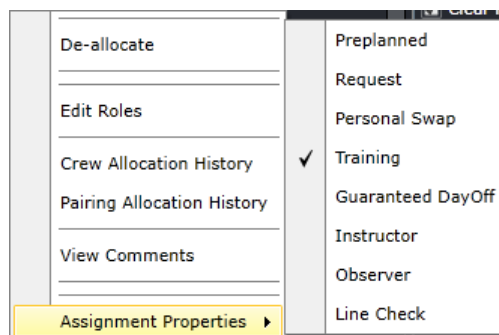 Clear
De-allocate
Edit Roles
Crew Allocation History
Pairing Allocation History
View Comments
Assignment Properties
Preplanned
Request
Personal Swap
Training
Guaranteed DayOff
Instructor
Observer
Line Check